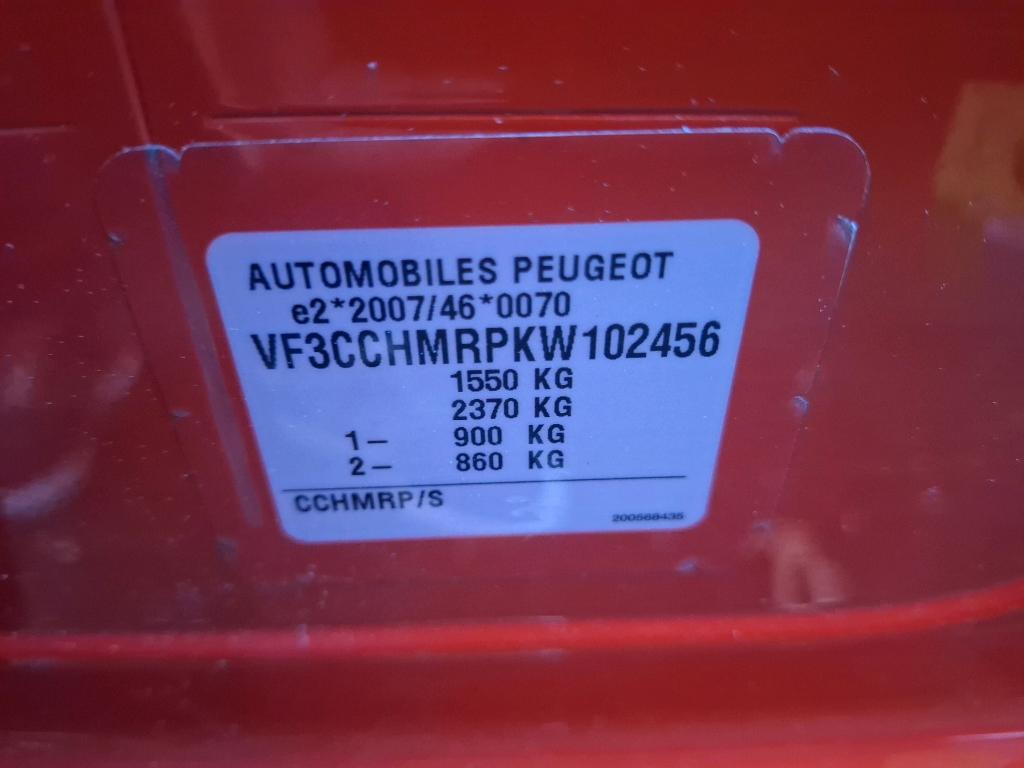 AUTOMOBILES PEUGEOT
e2*2007/46*0070
VF3CCHMRPKW102456
1550 KG
2370 KG
1– 900 KG
2– 860 KG
CCHMRP/S
200568435